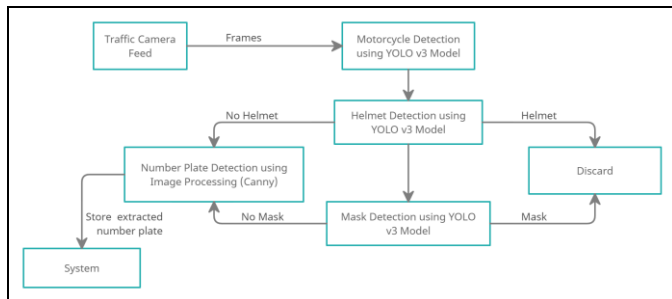 Traffic Camera
Feed
Frames
Motorcycle Detection
using YOLO v3 Model
No Helmet
Helmet Detection using
YOLO v3 Model
Helmet
Number Plate Detection using
Image Processing (Canny)
Discard
Store extracted
number plate
No Mask
Mask Detection using YOLO
v3 Model
Mask
System